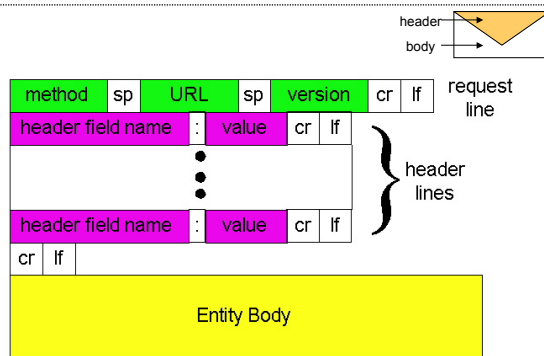 header
body
method sp URL sp version cr lf
request line
header field name : value cr lf
header lines
header field name : value cr lf
cr lf
Entity Body